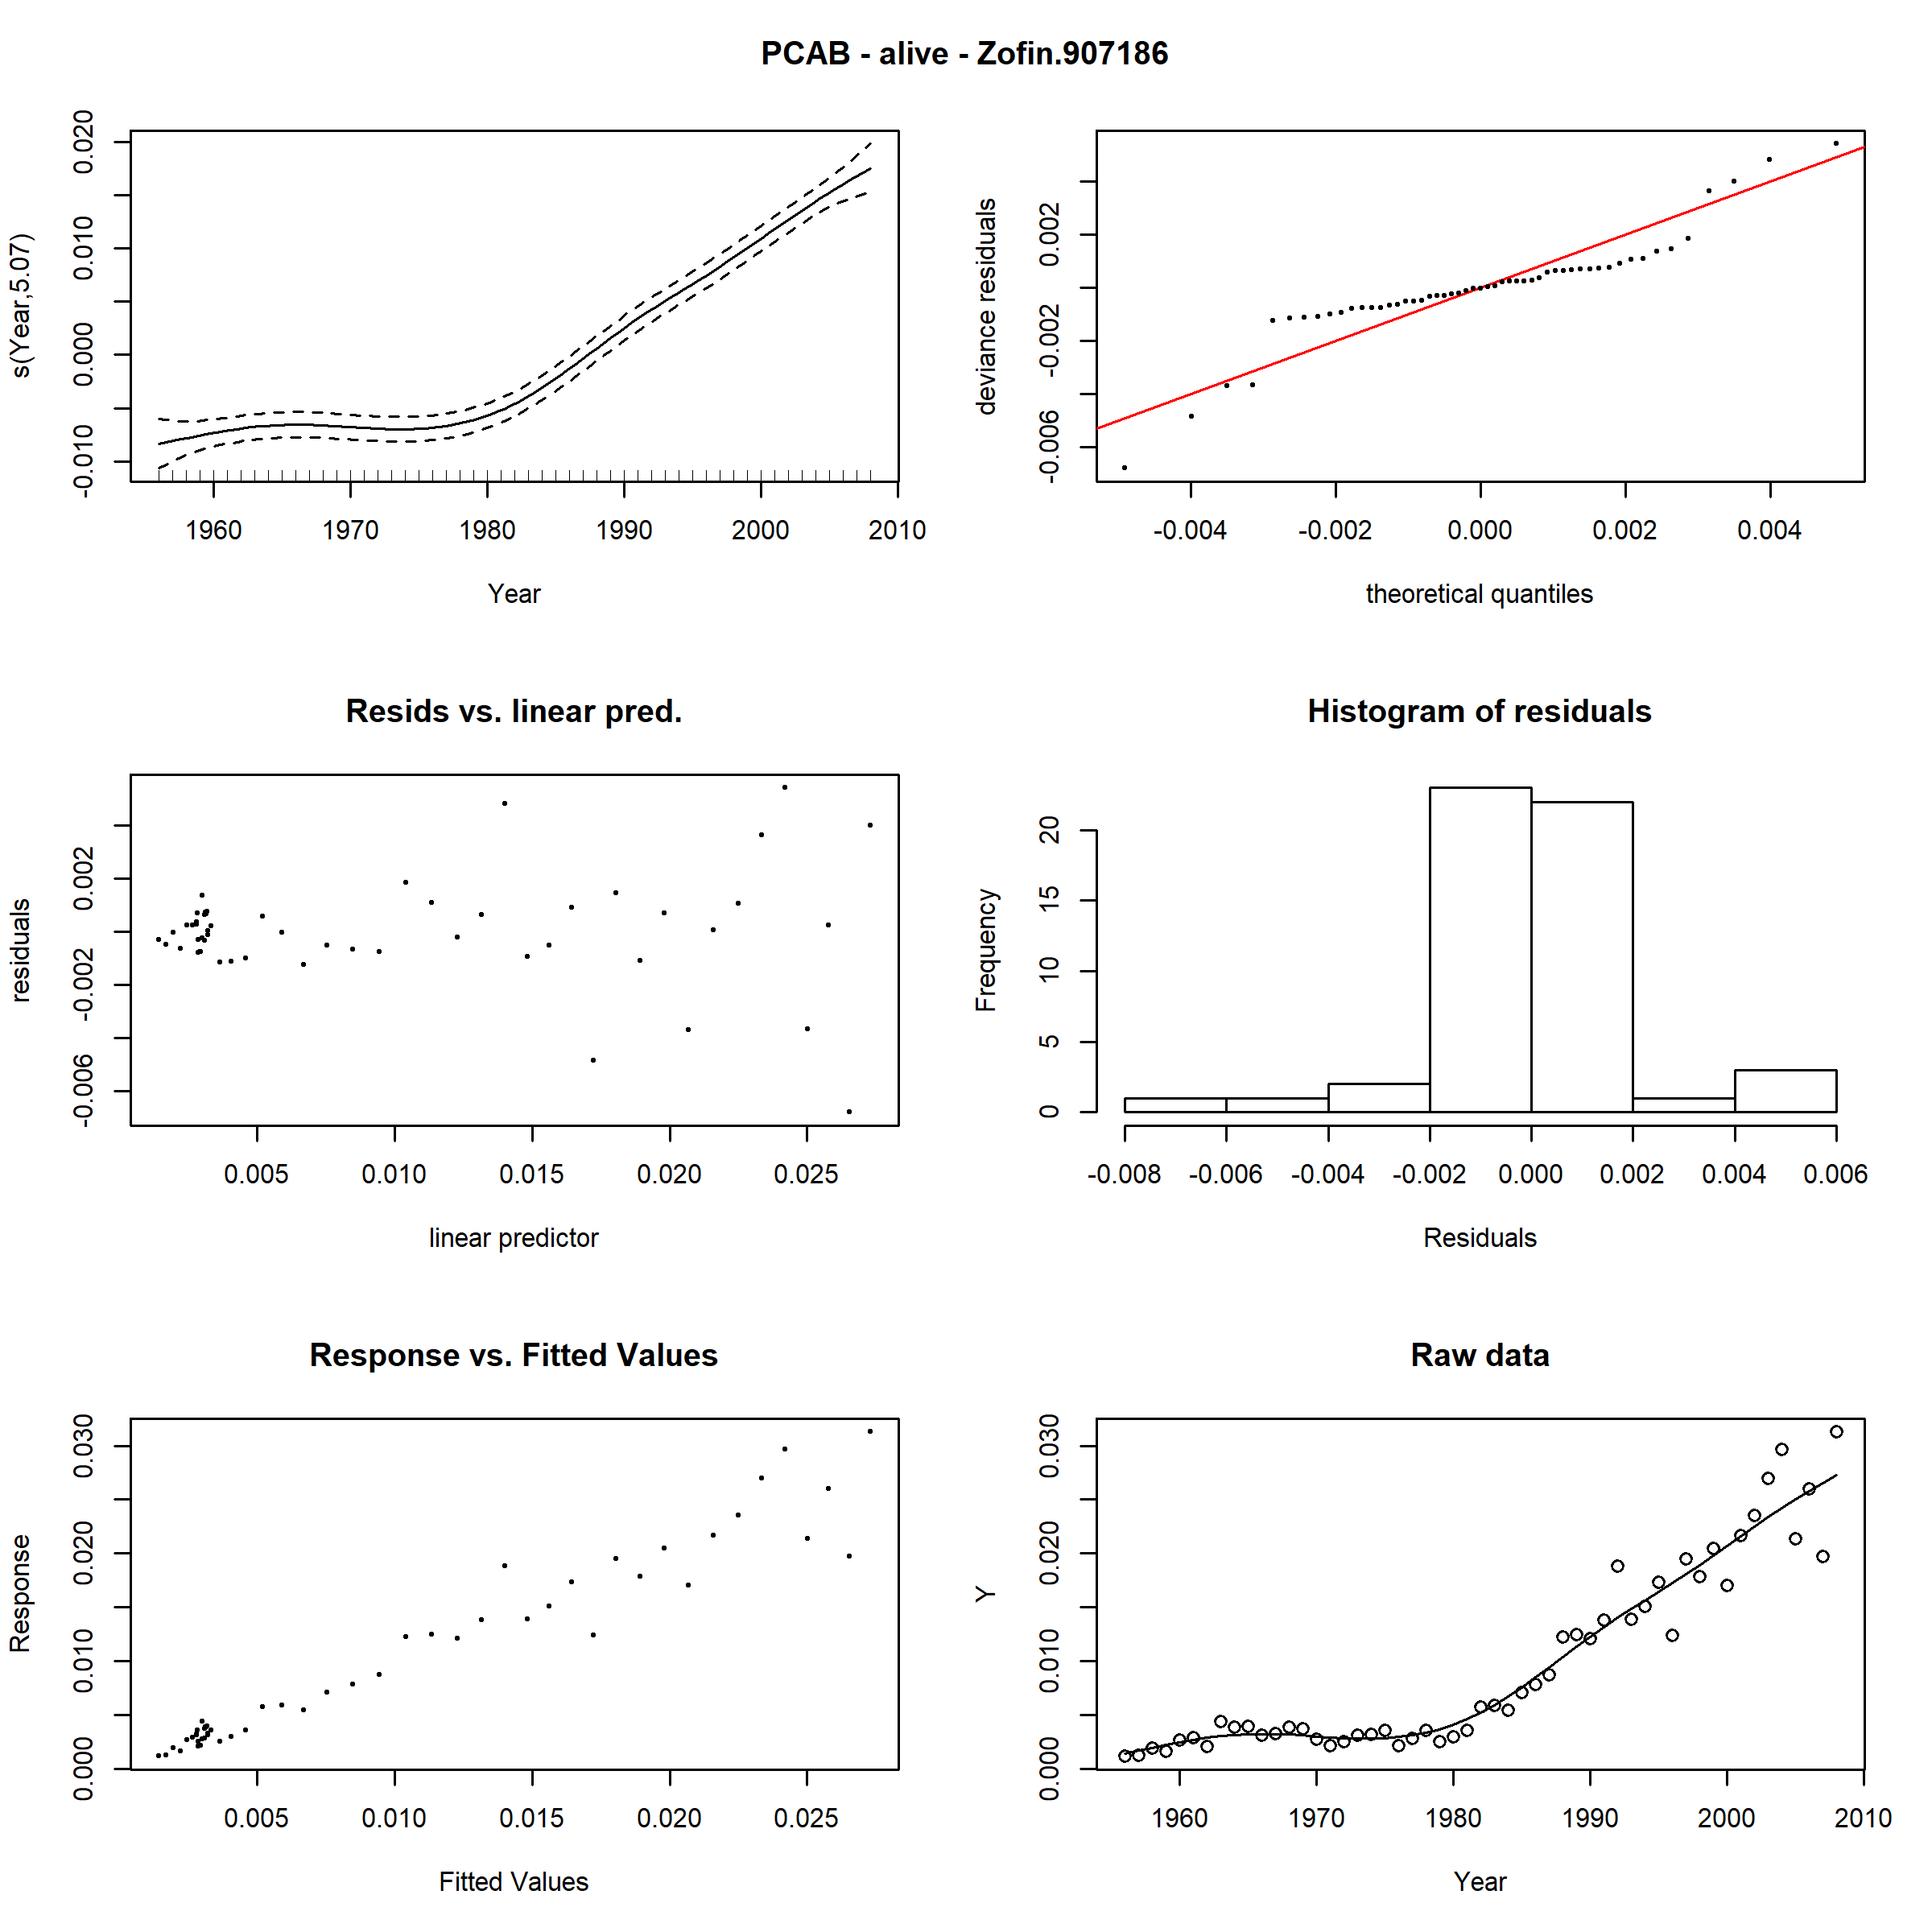 PCAB - alive - Zofin.907186
s(Year,5.07)
-0.010 0.000 0.010 0.020
1960 1970 1980 1990 2000 2010
Year
deviance residuals
-0.006 -0.002 0.002
-0.004 -0.002 0.000 0.002 0.004
theoretical quantiles
Resids vs. linear pred.
residuals
-0.006 -0.002 0.002
0.005 0.010 0.015 0.020 0.025
linear predictor
Histogram of residuals
Frequency
0 5 10 15 20
-0.008 -0.006 -0.004 -0.002 0.000 0.002 0.004 0.006
Residuals
Response vs. Fitted Values
Response
0.000 0.010 0.020 0.030
0.005 0.010 0.015 0.020 0.025
Fitted Values
Raw data
Y
0.000 0.010 0.020 0.030
1960 1970 1980 1990 2000 2010
Year